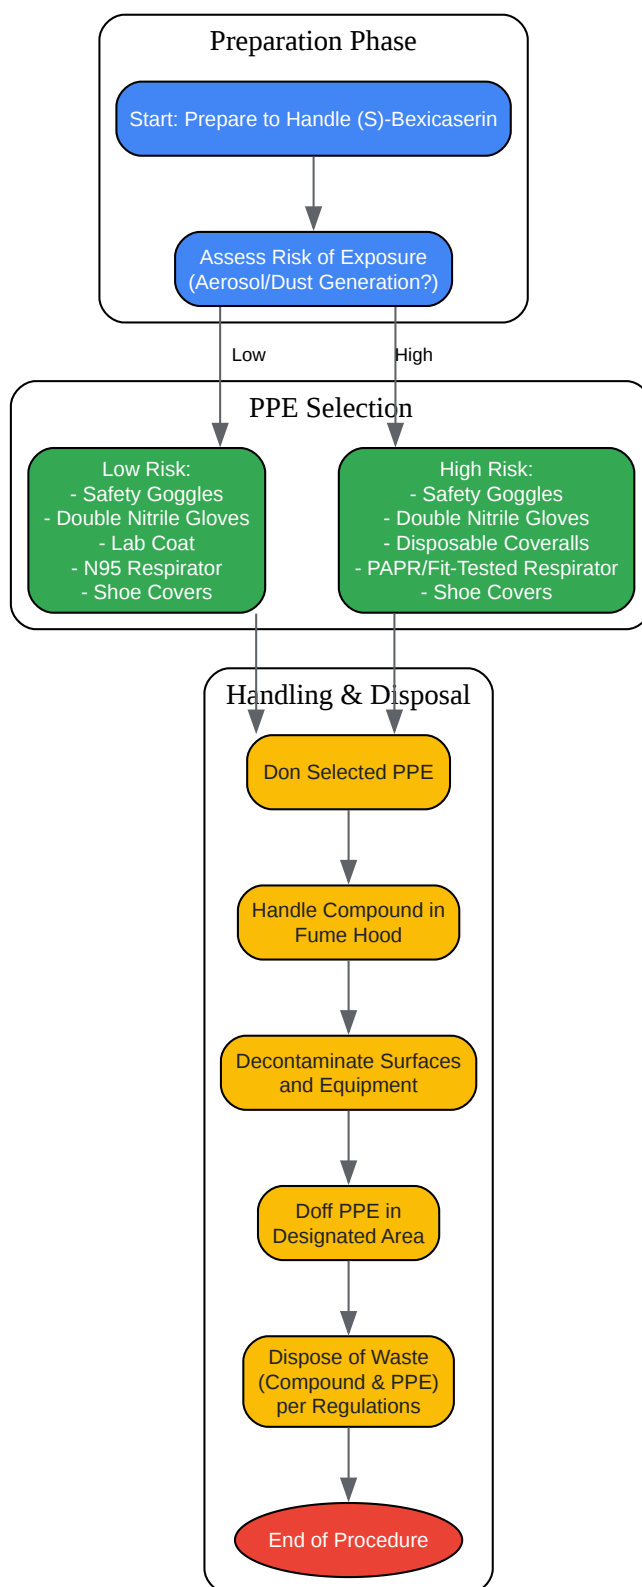 Preparation Phase
Start: Prepare to Handle (S)-Bexicaserin
Assess Risk of Exposure
(Aerosol/Dust Generation?)
Low
High
PPE Selection
Low Risk:
- Safety Goggles
- Double Nitrile Gloves
- Lab Coat
- N95 Respirator
- Shoe Covers
High Risk:
- Safety Goggles
- Double Nitrile Gloves
- Disposable Coveralls
- PAPR/Fit-Tested Respirator
- Shoe Covers
Handling & Disposal
Don Selected PPE
Handle Compound in
Fume Hood
Decontaminate Surfaces
and Equipment
Doff PPE in
Designated Area
Dispose of Waste
(Compound & PPE)
per Regulations
End of Procedure